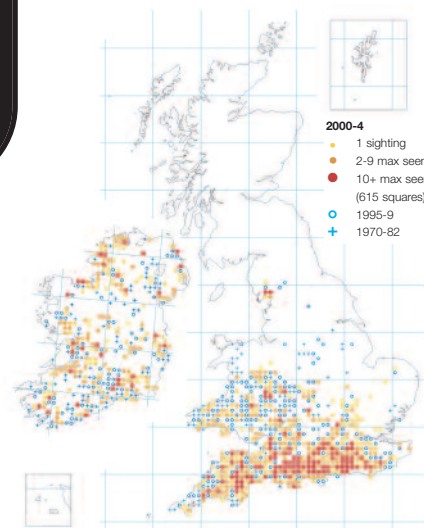 2000-4
1 sighting
2-9 max seen
10+ max seen
(615 squares)
1995-9
1970-82